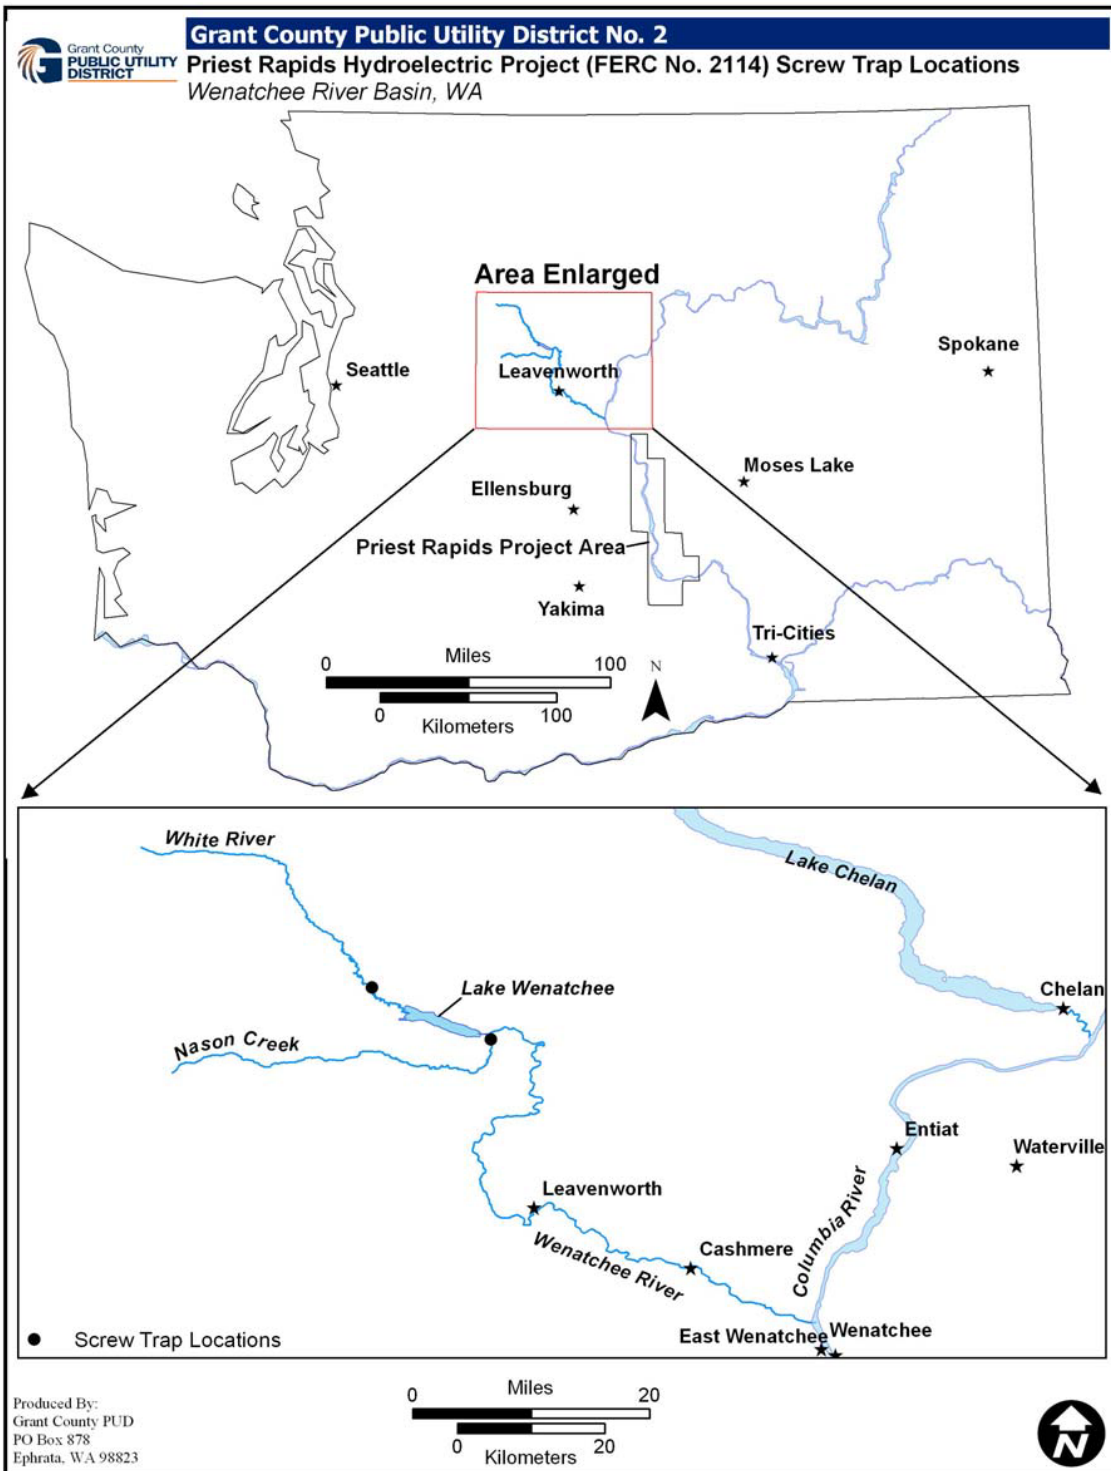 Grant County Public Utility District No. 2
Grant County
PUBLIC UTILITY
DISTRICT
Priest Rapids Hydroelectric Project (FERC No. 2114) Screw Trap Locations
Wenatchee River Basin, WA
Area Enlarged
Leavenworth
Seattle
Spokane
Moses Lake
Ellensburg
Priest Rapids Project Area
Yakima
Tri-Cities
Miles
0 100
N
0 100
Kilometers
White River
Lake Chelan
Lake Wenatchee
Chelan
Nason Creek
Entiat
Waterville
Columbia River
Leavenworth
Cashmere
Wenatchee River
East Wenatchee
Wenatchee
Screw Trap Locations
Miles
0 20
0 20
Kilometers
Produced By:
Grant County PUD
PO Box 878
Ephrata, WA 98823
N